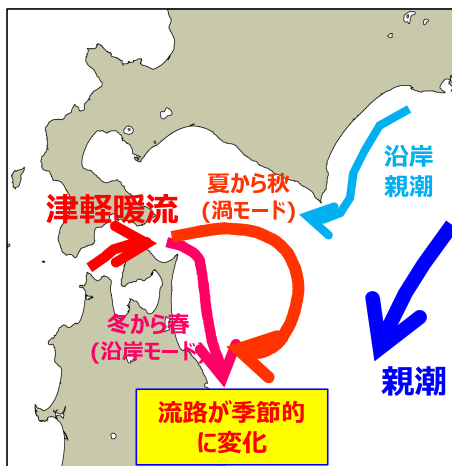 沿岸
親潮
夏から秋
(渦モード)
津軽暖流
冬から春
(沿岸モード)
親潮
流路が季節的
に変化